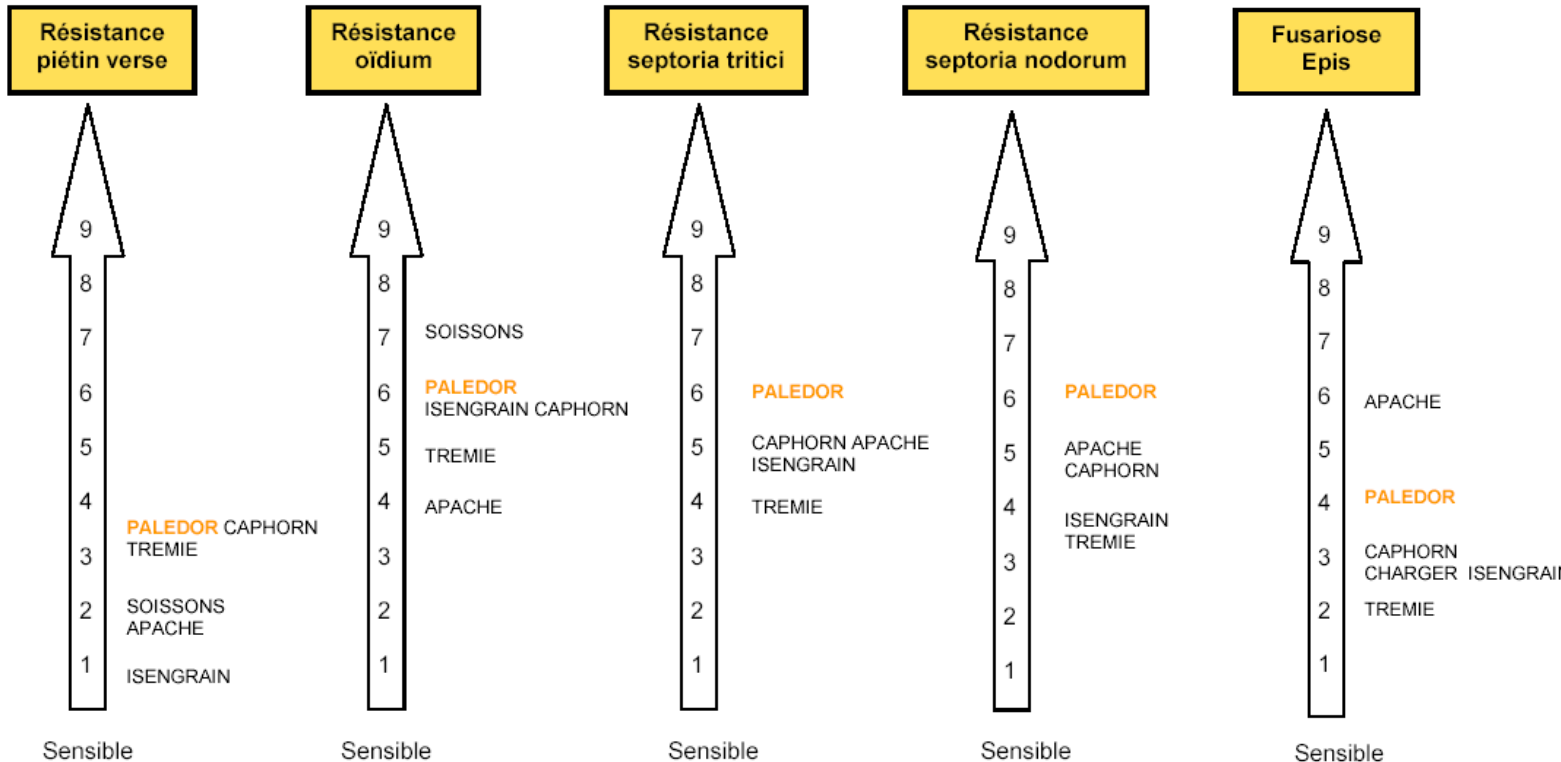 Résistance
piétin verse
9
8
7
6
5
4
3
2
1
PALEDOR CAPHORN
TREMIE
SOISSONS
APACHE
ISENGRAIN
Sensible
Résistance
oïdium
9
8
7
6
5
4
3
2
1
SOISSONS
PALEDOR
ISENGRAIN CAPHORN
TREMIE
APACHE
Sensible
Résistance
septoria tritici
9
8
7
6
5
4
3
2
1
PALEDOR
CAPHORN APACHE
ISENGRAIN
TREMIE
Sensible
Résistance
septoria nodorum
9
8
7
6
5
4
3
2
1
PALEDOR
APACHE
CAPHORN
ISENGRAIN
TREMIE
Sensible
Fusariose
Epis
9
8
7
6
5
4
3
2
1
APACHE
PALEDOR
CAPHORN
CHARGER ISENGRAIN
TREMIE
Sensible